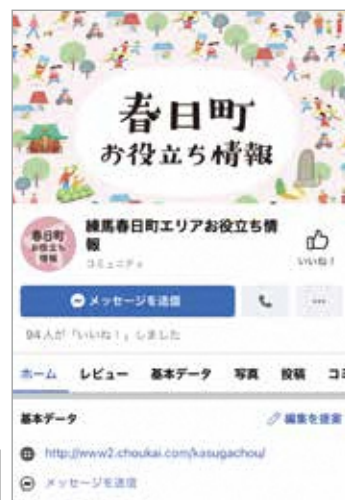 春日町
お役立ち情報
春日町
お役立ち
情報
練馬春日町エリアお役立ち情
報
コミュニティ
いいね!
メッセージを送信
94人が「いいね!」しました
ホーム レビュー 基本データ 写真 投稿 コミ
基本データ
編集を提案
http://www2.choukai.com/kasugachou/
メッセージを送信